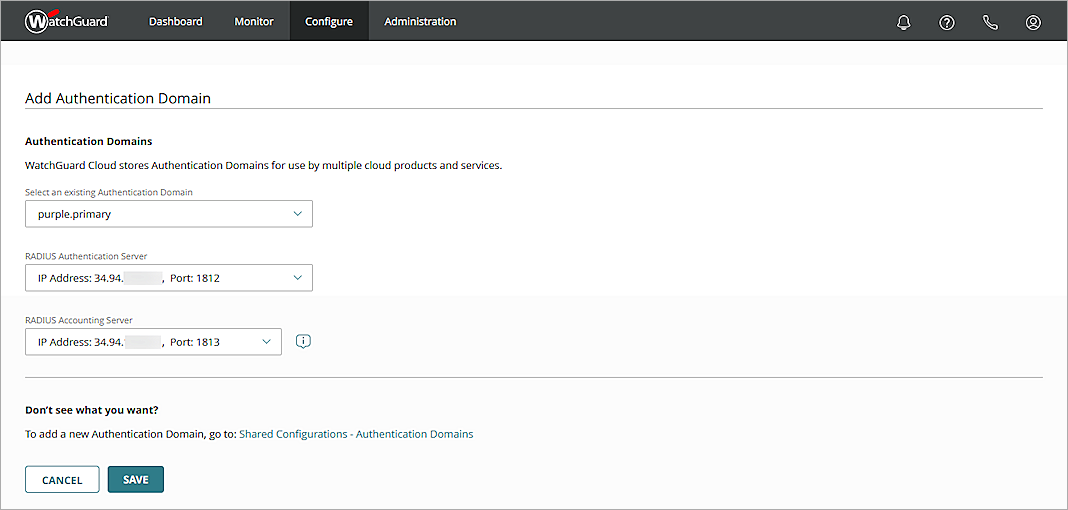 WatchGuard Dashboard Monitor Configure Administration
Add Authentication Domain
Authentication Domains
WatchGuard Cloud stores Authentication Domains for use by multiple cloud products and services.
Select an existing Authentication Domain
purple.primary
RADIUS Authentication Server
IP Address: 34.94. , Port: 1812
RADIUS Accounting Server
IP Address: 34.94. , Port: 1813
Don't see what you want?
To add a new Authentication Domain, go to: Shared Configurations - Authentication Domains
CANCEL SAVE